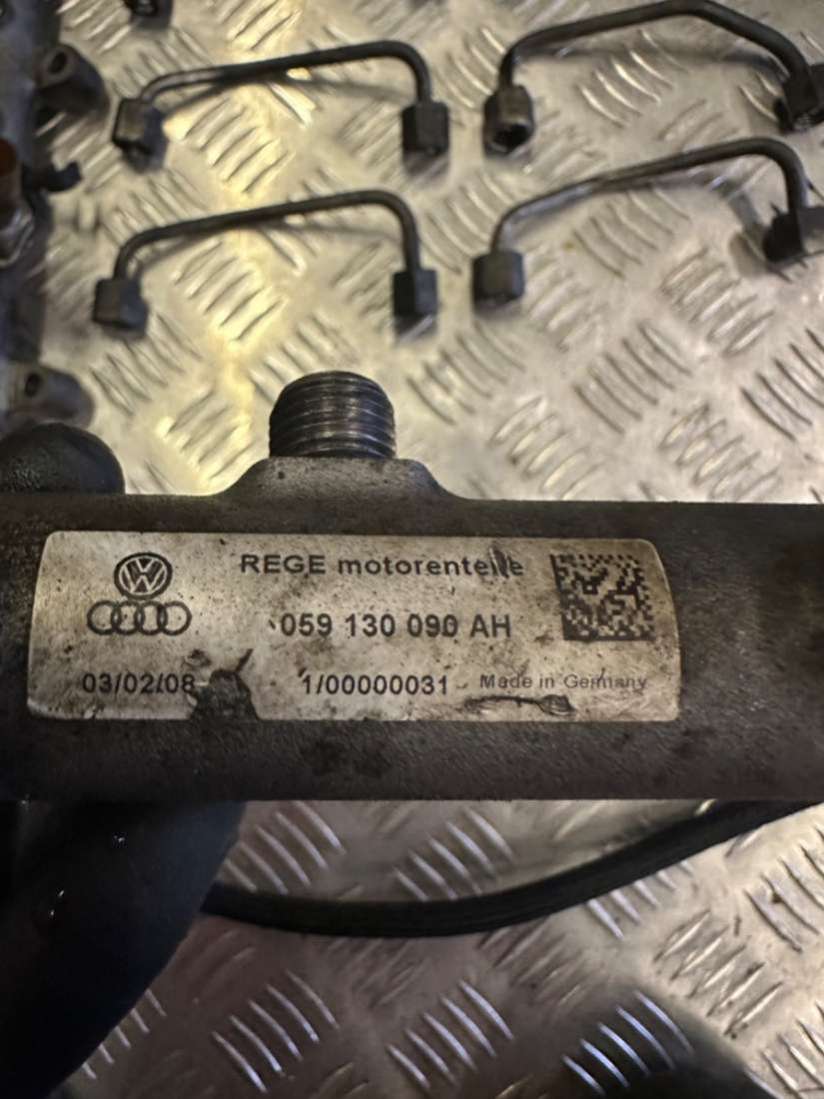 REGE motorenteile
059 130 090 AH
03/02/08 1/00000031 Made in Germany